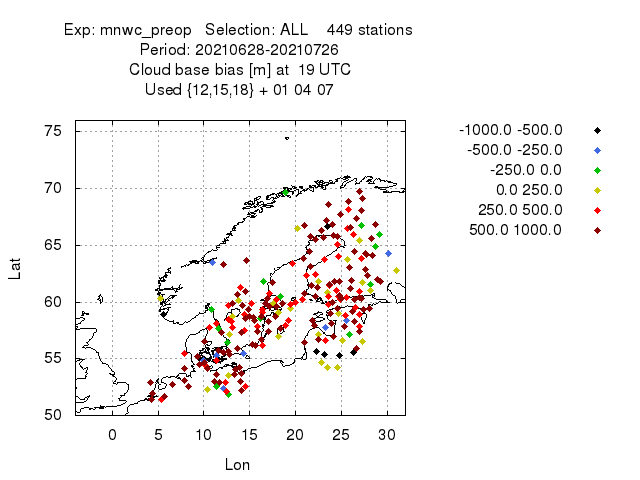 Exp: mnwc_preop   Selection: ALL    449 stations
Period: 20210628-20210726
Cloud base bias [m] at  19 UTC
Used {12,15,18} + 01 04 07
-1000.0 -500.0
-500.0 -250.0
-250.0 0.0
0.0 250.0
250.0 500.0
500.0 1000.0
75
70
65
60
55
50
Lat
0 5 10 15 20 25 30
Lon